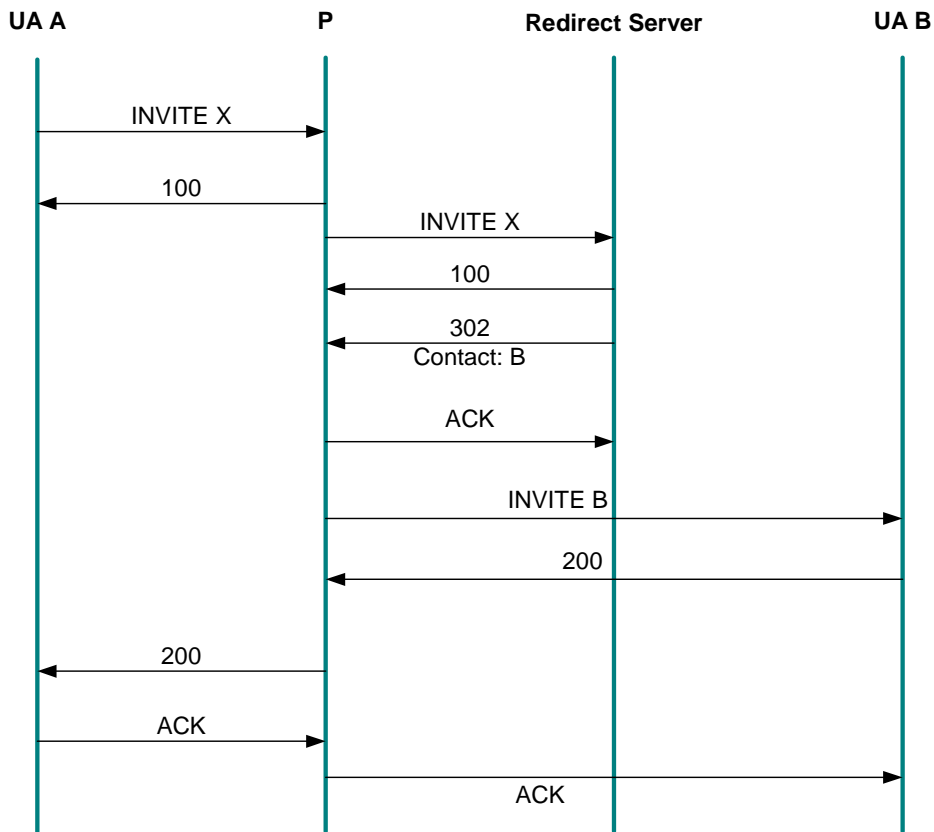 UA A P Redirect Server UA B
INVITE X
100
INVITE X
100
302
Contact: B
ACK
INVITE B
200
200
ACK
ACK